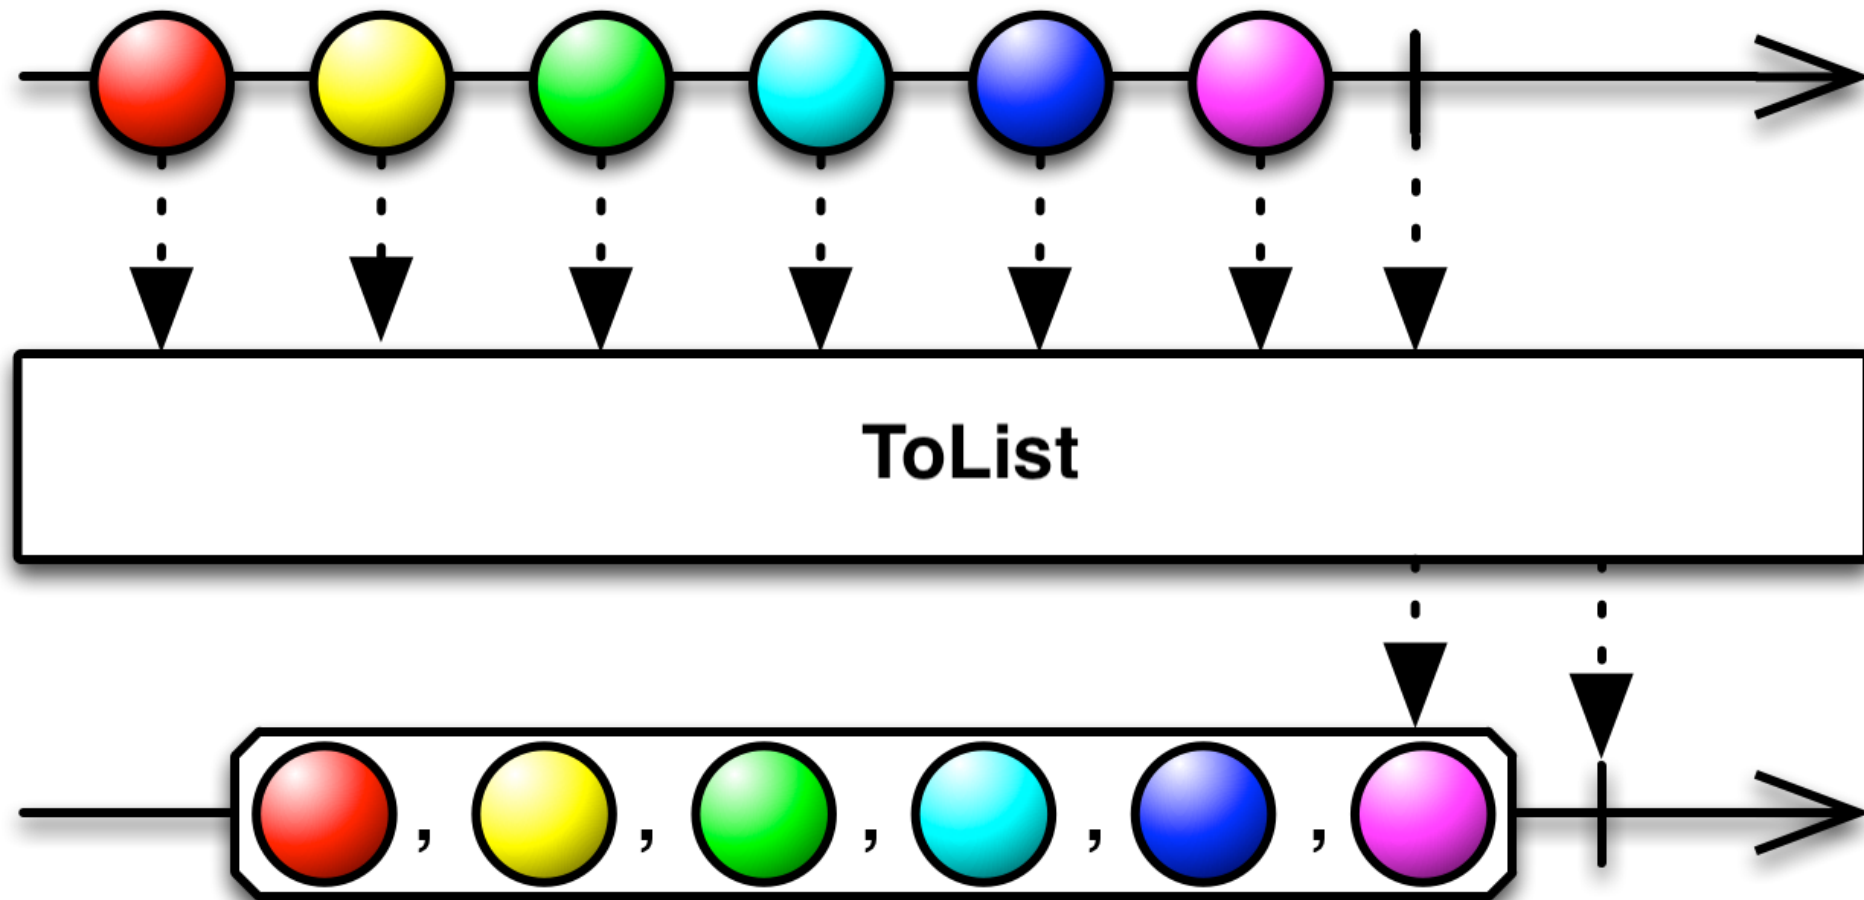 ToList
, , , , ,